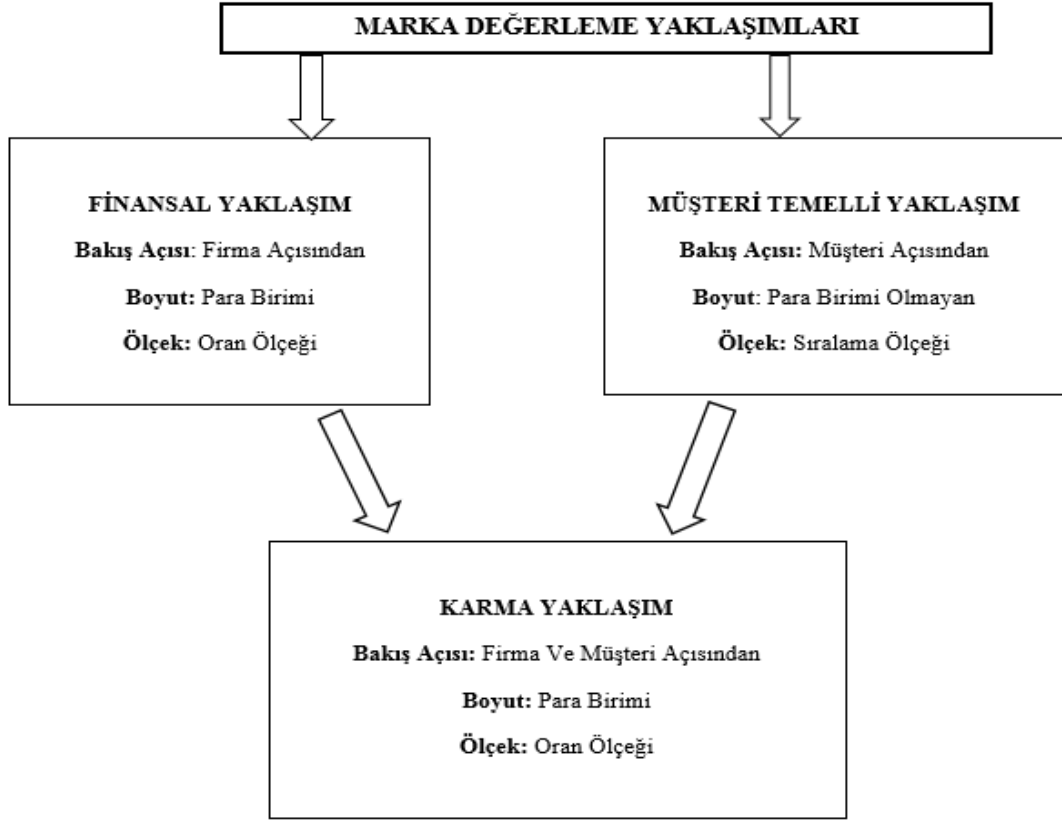 MARKA DEĞERLEME YAKLAŞIMLARI
FİNANSAL YAKLAŞIM
Bakış Açısı: Firma Açısından
Boyut: Para Birimi
Ölçek: Oran Ölçeği
MÜŞTERİ TEMELLİ YAKLAŞIM
Bakış Açısı: Müşteri Açısından
Boyut: Para Birimi Olmayan
Ölçek: Sıralama Ölçeği
KARMA YAKLAŞIM
Bakış Açısı: Firma Ve Müşteri Açısından
Boyut: Para Birimi
Ölçek: Oran Ölçeği